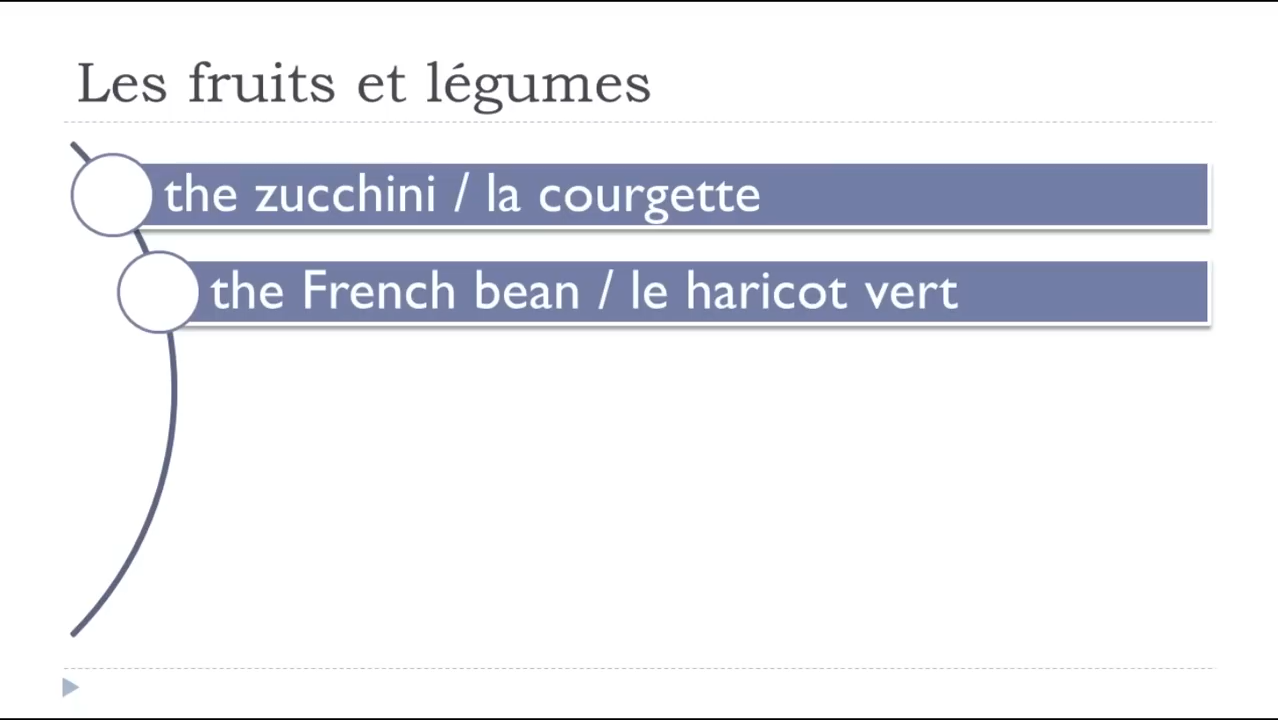 Les fruits et légumes
the zucchini / la courgette
the French bean / le haricot vert